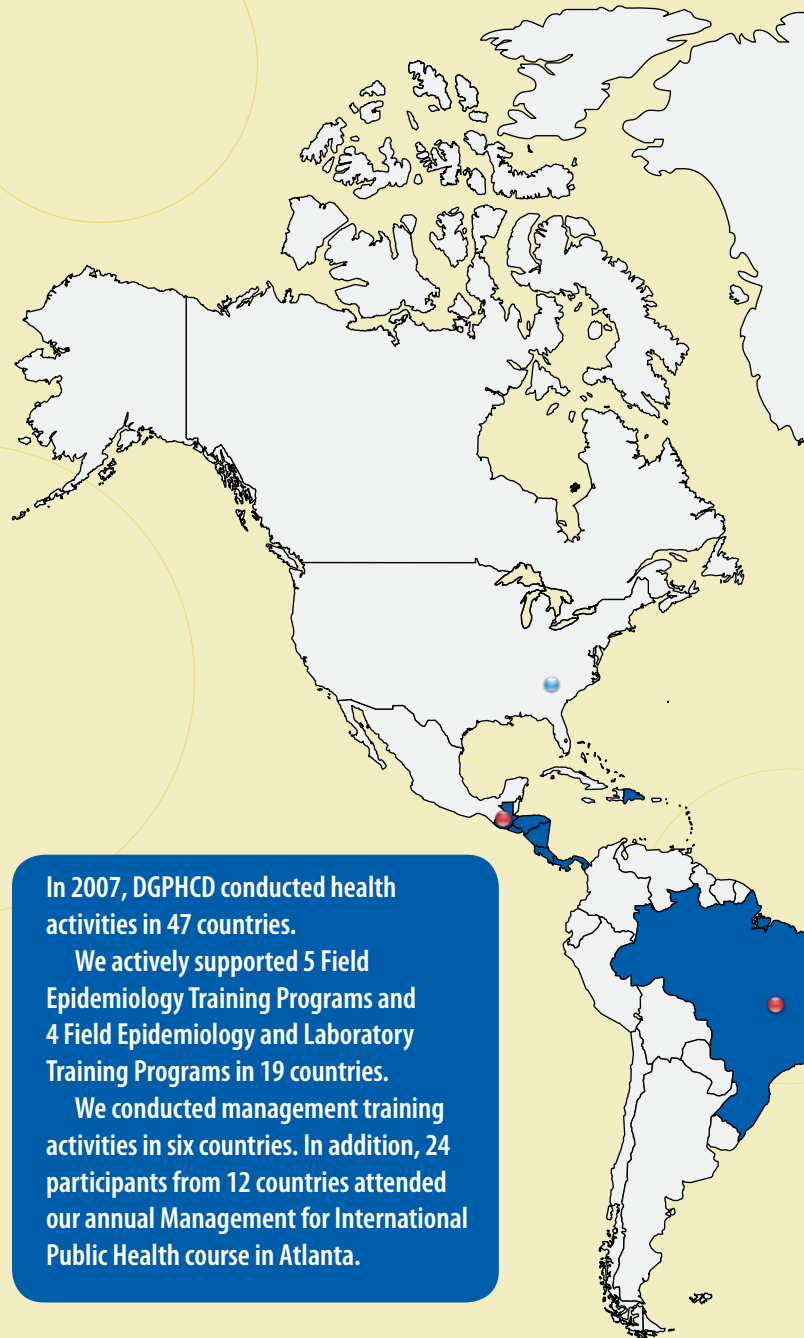 In 2007, DGPHCD conducted health
activities in 47 countries.
We actively supported 5 Field
Epidemiology Training Programs and
4 Field Epidemiology and Laboratory
Training Programs in 19 countries.
We conducted management training
activities in six countries. In addition, 24
participants from 12 countries attended
our annual Management for International
Public Health course in Atlanta.